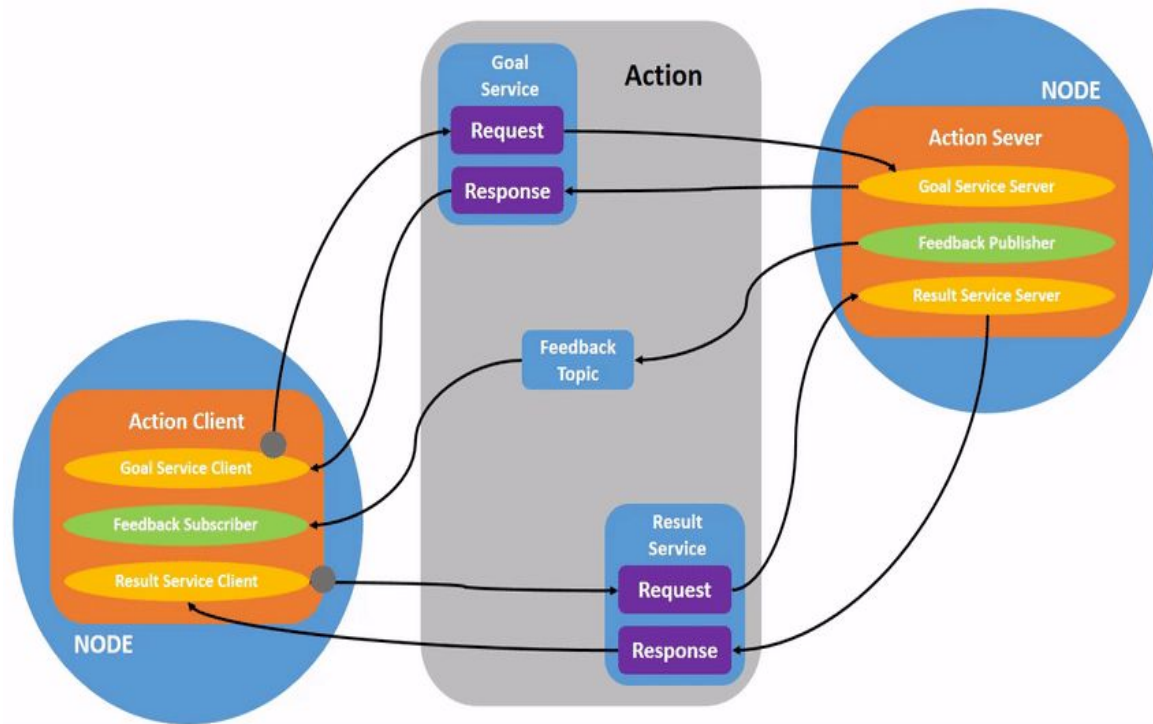 Goal
Service
Request
Response
Action
NODE
Action Sever
Goal Service Server
Feedback Publisher
Result Service Server
Feedback
Topic
Action Client
Goal Service Client
Feedback Subscriber
Result Service Client
NODE
Result
Service
Request
Response